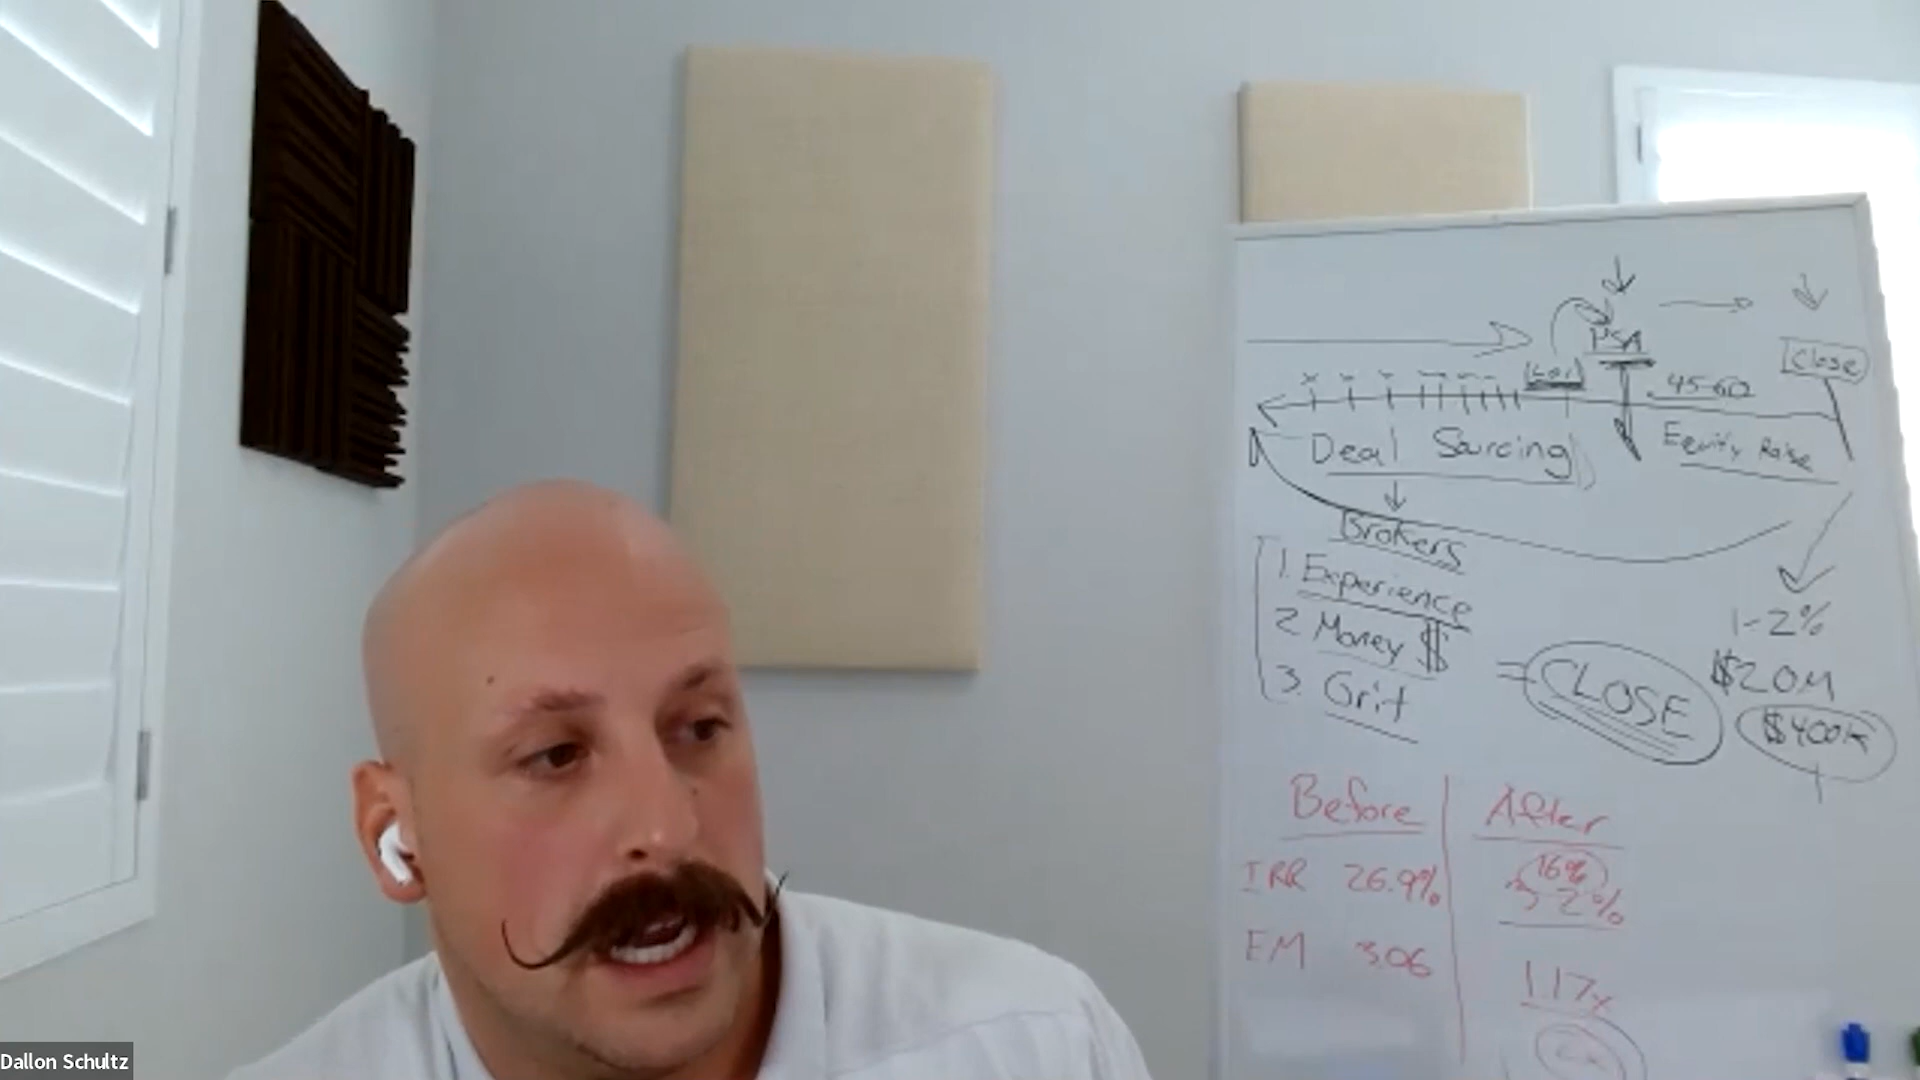 PSA
LOI
Close
45-60
Deal Sourcing
Equity Raise
Brokers
1. Experience
2 Money $
3. Grit
= CLOSE
1-2%
$20M
$400K
Before
After
IRR 26.9%
16%
EM 3.06
1.17x
Dallon Schultz